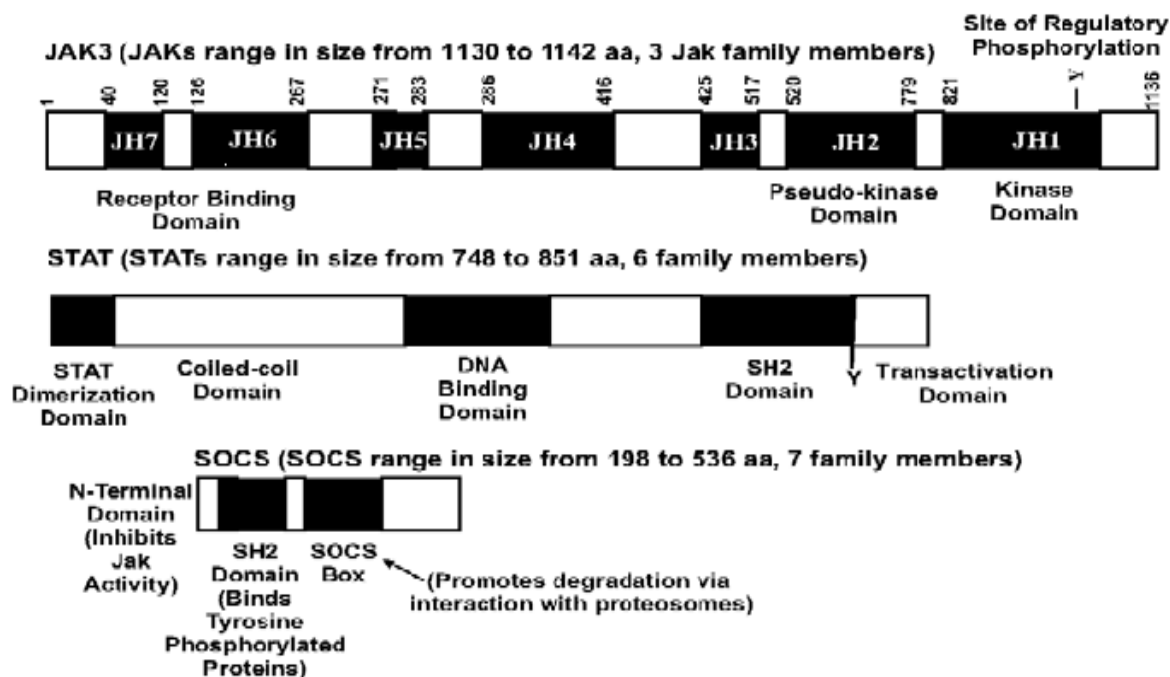 Site of Regulatory
Phosphorylation
JAK3 (JAKs range in size from 1130 to 1142 aa, 3 Jak family members)
1 40 120 126 267 271 283 286 416 425 517 520 779 821 Y 1136
JH7 JH6 JH5 JH4 JH3 JH2 JH1
Receptor Binding
Domain
Pseudo-kinase
Domain
Kinase
Domain
STAT (STATs range in size from 748 to 851 aa, 6 family members)
STAT
Dimerization
Domain
Coiled-coil
Domain
DNA
Binding
Domain
SH2
Domain
Y
Transactivation
Domain
SOCS (SOCS range in size from 198 to 536 aa, 7 family members)
N-Terminal
Domain
(Inhibits
Jak
Activity)
SH2
Domain
(Binds
Tyrosine
Phosphorylated
Proteins)
SOCS
Box
(Promotes degradation via
interaction with proteosomes)